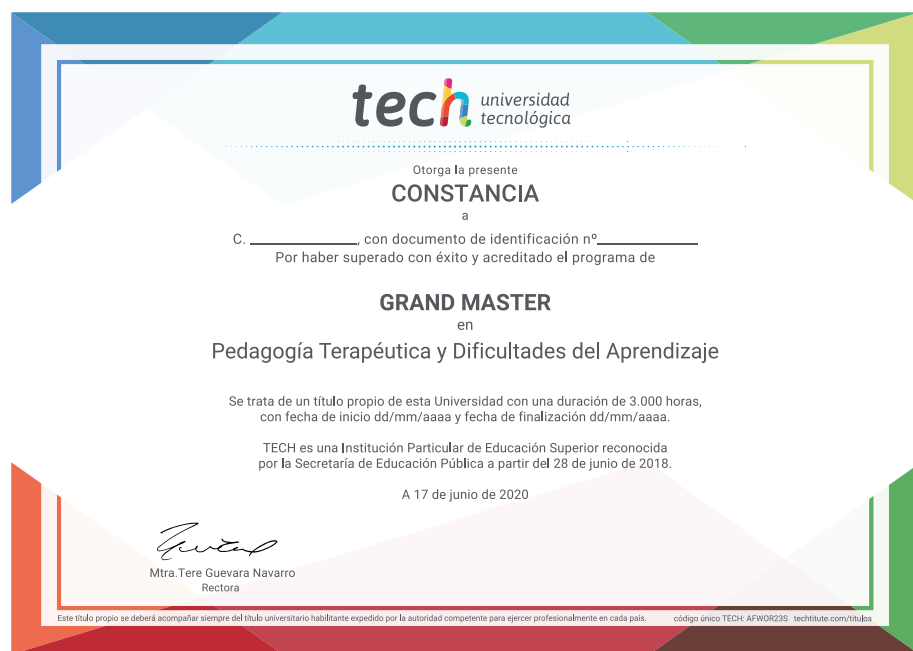 tech universidad
tecnológica
Otorga la presente
CONSTANCIA
a
C. ________________, con documento de identificación nº_______________
Por haber superado con éxito y acreditado el programa de
GRAND MASTER
en
Pedagogía Terapéutica y Dificultades del Aprendizaje
Se trata de un título propio de esta Universidad con una duración de 3.000 horas,
con fecha de inicio dd/mm/aaaa y fecha de finalización dd/mm/aaaa.
TECH es una Institución Particular de Educación Superior reconocida
por la Secretaría de Educación Pública a partir del 28 de junio de 2018.
A 17 de junio de 2020
Mtra.Tere Guevara Navarro
Rectora
Este título propio se deberá acompañar siempre del título universitario habilitante expedido por la autoridad competente para ejercer profesionalmente en cada país. código único TECH: AFWOR23S techtitute.com/titulos